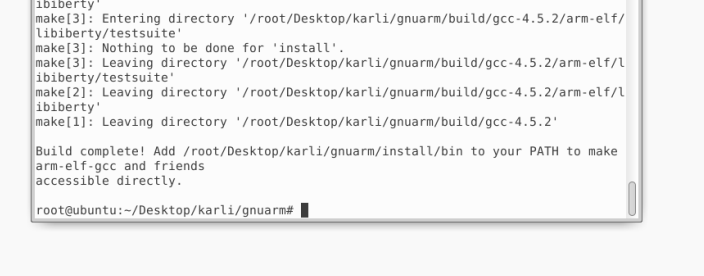 ibiberty'
make[3]: Entering directory '/root/Desktop/karli/gnuarm/build/gcc-4.5.2/arm-elf/
libiberty/testsuite'
make[3]: Nothing to be done for 'install'.
make[3]: Leaving directory '/root/Desktop/karli/gnuarm/build/gcc-4.5.2/arm-elf/l
ibiberty/testsuite'
make[2]: Leaving directory '/root/Desktop/karli/gnuarm/build/gcc-4.5.2/arm-elf/l
ibiberty'
make[1]: Leaving directory '/root/Desktop/karli/gnuarm/build/gcc-4.5.2'
Build complete! Add /root/Desktop/karli/gnuarm/install/bin to your PATH to make
arm-elf-gcc and friends
accessible directly.
root@ubuntu:~/Desktop/karli/gnuarm#